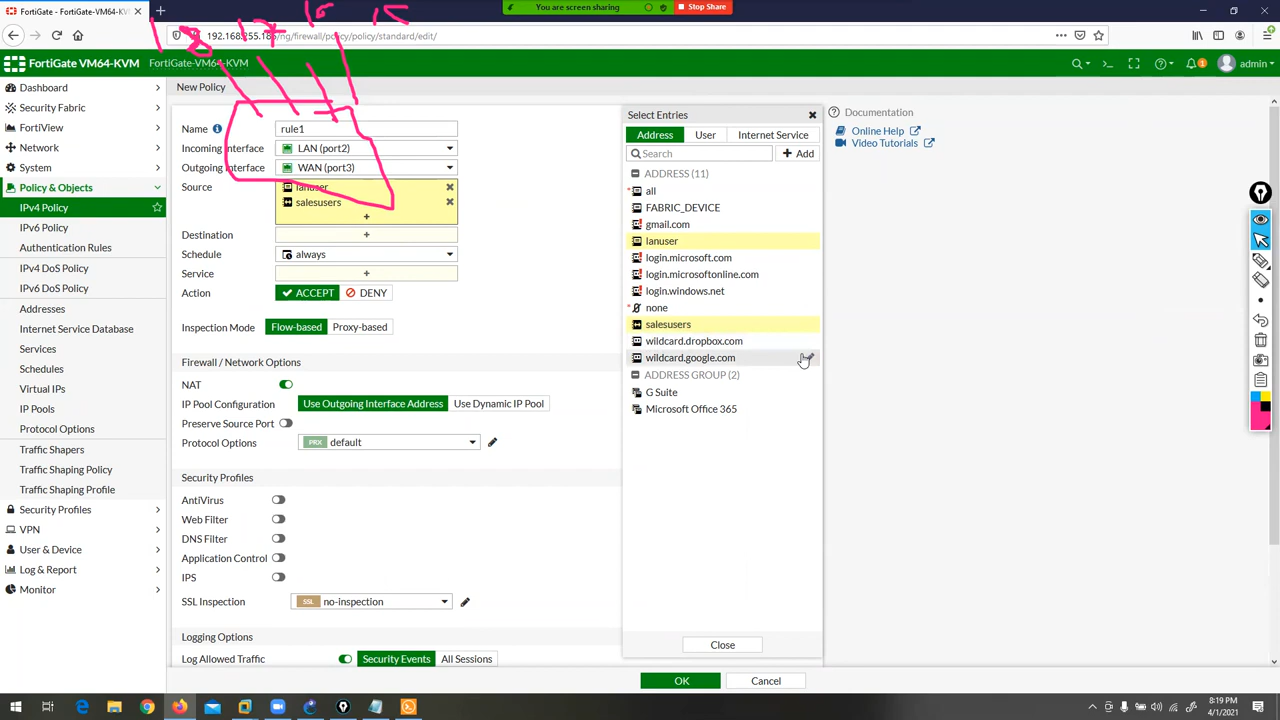 FortiGate - FortiGate-VM64-KVM
You are screen sharing
Stop Share
18 17 16 15
/ng/firewall/policy/policy/standard/edit/
FortiGate VM64-KVM
FortiGate-VM64-KVM
1
admin
Dashboard
Security Fabric
FortiView
Network
System
Policy & Objects
IPv4 Policy
IPv6 Policy
Authentication Rules
IPv4 DoS Policy
IPv6 DoS Policy
Addresses
Internet Service Database
Services
Schedules
Virtual IPs
IP Pools
Protocol Options
Traffic Shapers
Traffic Shaping Policy
Traffic Shaping Profile
Security Profiles
VPN
User & Device
Log & Report
Monitor
New Policy
Name
rule1
Incoming Interface
LAN (port2)
Outgoing Interface
WAN (port3)
Source
lanuser
salesusers
+
Destination
+
Schedule
always
Service
+
Action
ACCEPT
DENY
Inspection Mode
Flow-based
Proxy-based
Firewall / Network Options
NAT
IP Pool Configuration
Use Outgoing Interface Address
Use Dynamic IP Pool
Preserve Source Port
Protocol Options
PRX
default
Security Profiles
AntiVirus
Web Filter
DNS Filter
Application Control
IPS
SSL Inspection
SSL
no-inspection
Logging Options
Log Allowed Traffic
Security Events
All Sessions
OK
Cancel
Select Entries
Address
User
Internet Service
Search
+ Add
ADDRESS (11)
all
FABRIC_DEVICE
gmail.com
lanuser
login.microsoft.com
login.microsoftonline.com
login.windows.net
none
salesusers
wildcard.dropbox.com
wildcard.google.com
ADDRESS GROUP (2)
G Suite
Microsoft Office 365
Close
Documentation
Online Help
Video Tutorials
8:19 PM
4/1/2021